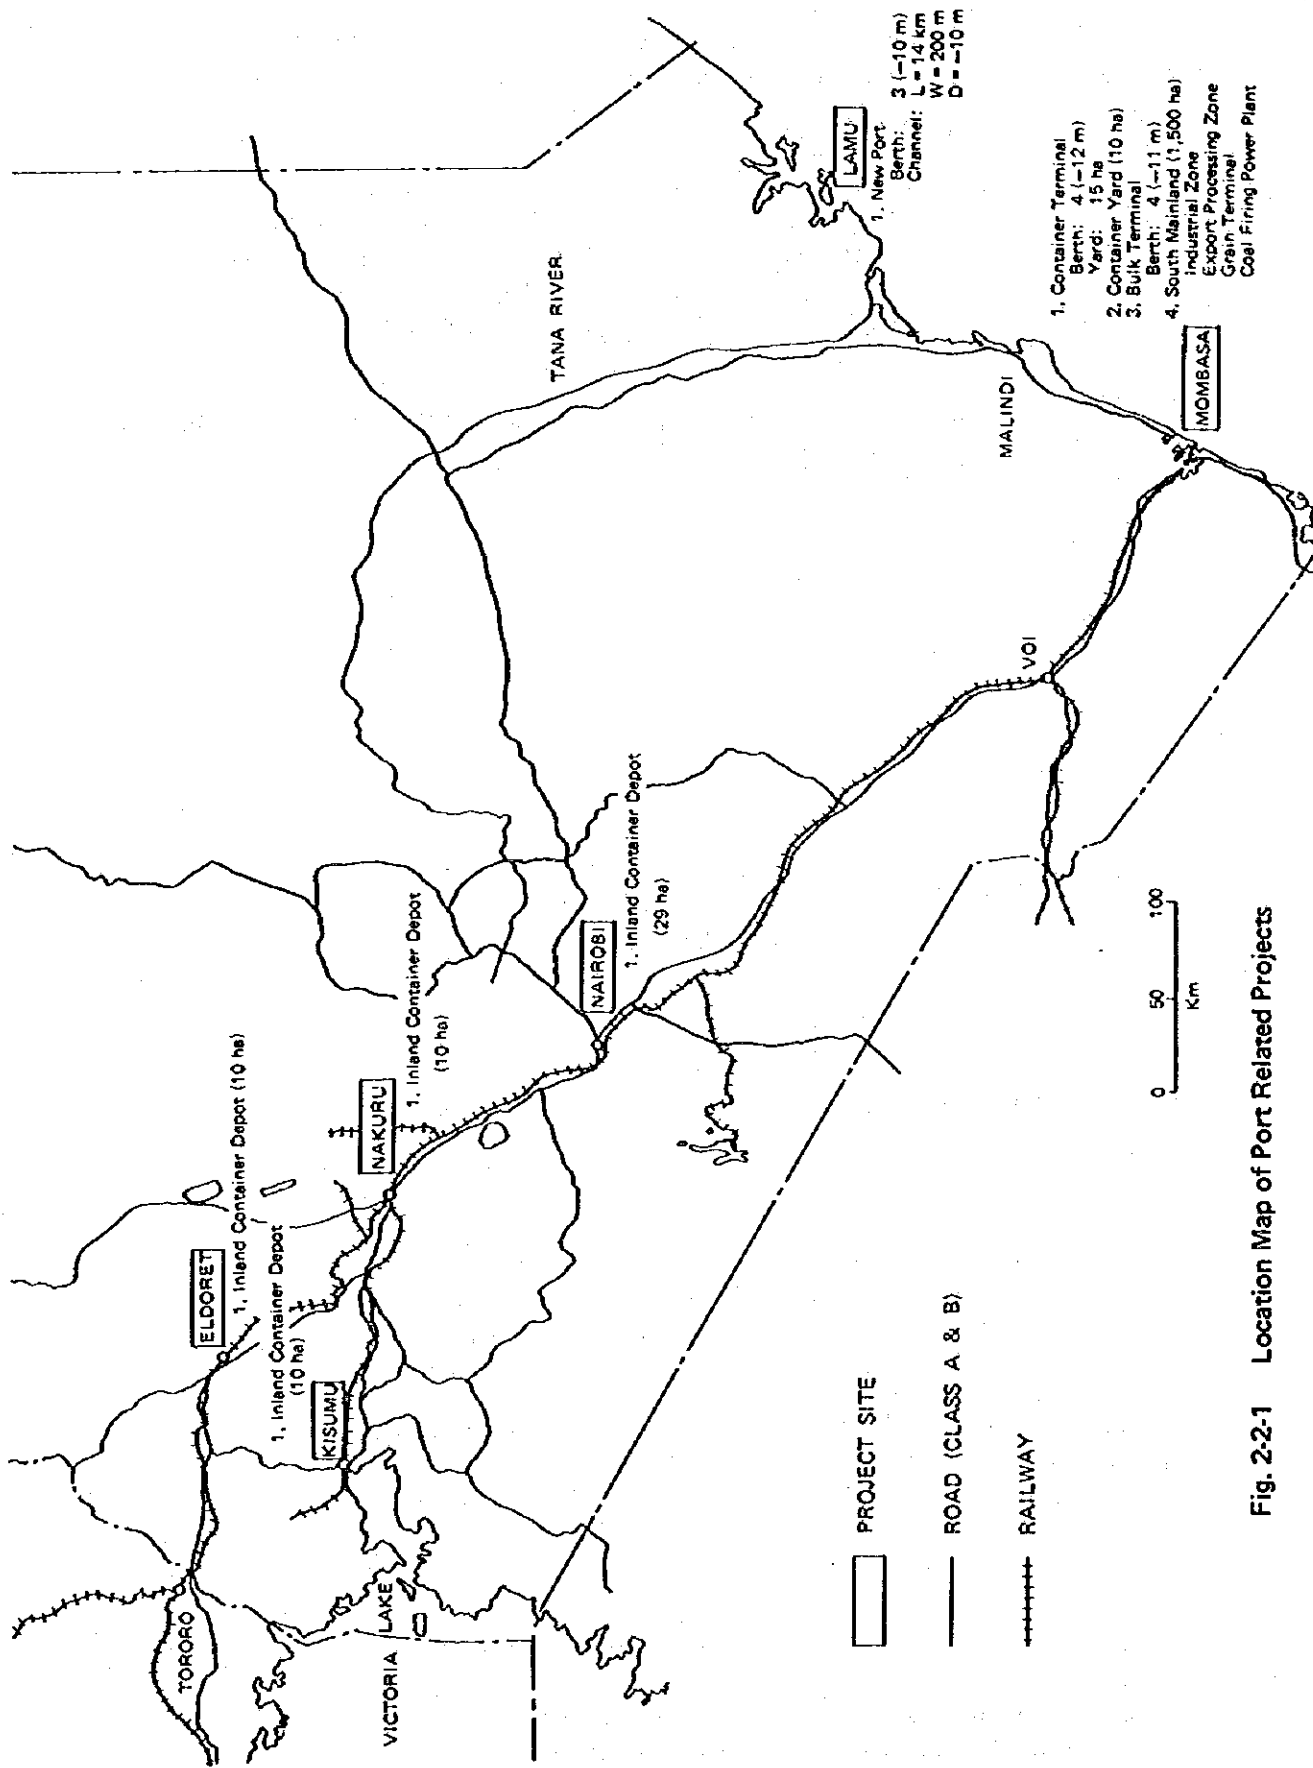 TORORO
ELDORET
1. Inland Container Depot (10 ha)
1. Inland Container Depot
(10 ha)
KISUMU
VICTORIA LAKE
NAKURU
1. Inland Container Depot
(10 ha)
NAIROBI
1. Inland Container Depot
(29 ha)
TANA RIVER
LAMU
1. New Port
Berth: 3 (-10 m)
Channel: L = 14 km
W = 200 m
D = -10 m
MALINDI
VOI
MOMBASA
1. Container Terminal
Berth: 4 (-12 m)
Yard: 15 ha
2. Container Yard (10 ha)
3. Bulk Terminal
Berth: 4 (-11 m)
4. South Mainland (1,500 ha)
Industrial Zone
Export Processing Zone
Grain Terminal
Coal Firing Power Plant
PROJECT SITE
ROAD (CLASS A & B)
RAILWAY
0 50 100
Km
Fig. 2-2-1 Location Map of Port Related Projects